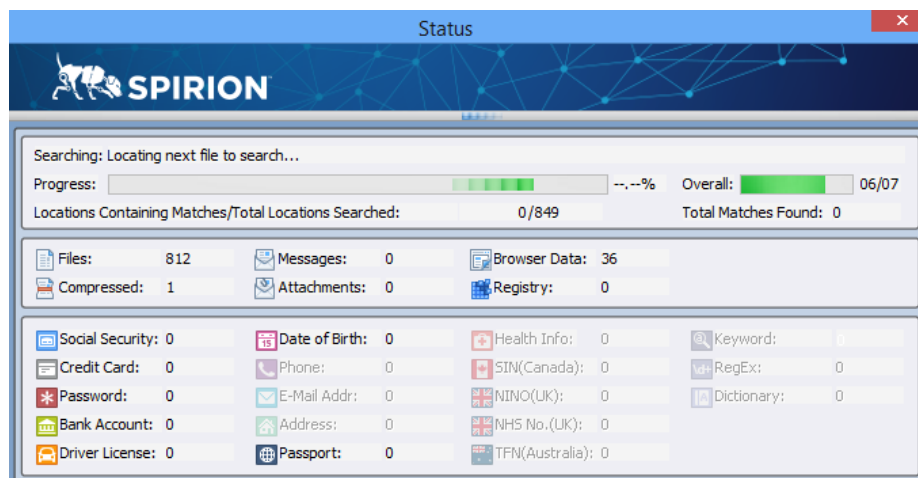 Status
SPIRION
Searching: Locating next file to search...
Progress: --.--% Overall: 06/07
Locations Containing Matches/Total Locations Searched: 0/849 Total Matches Found: 0
Files: 812 Messages: 0 Browser Data: 36
Compressed: 1 Attachments: 0 Registry: 0
Social Security: 0 Date of Birth: 0 Health Info: 0 Keyword: 0
Credit Card: 0 Phone: 0 SIN(Canada): 0 RegEx: 0
Password: 0 E-Mail Addr: 0 NINO(UK): 0 Dictionary: 0
Bank Account: 0 Address: 0 NHS No.(UK): 0
Driver License: 0 Passport: 0 TFN(Australia): 0